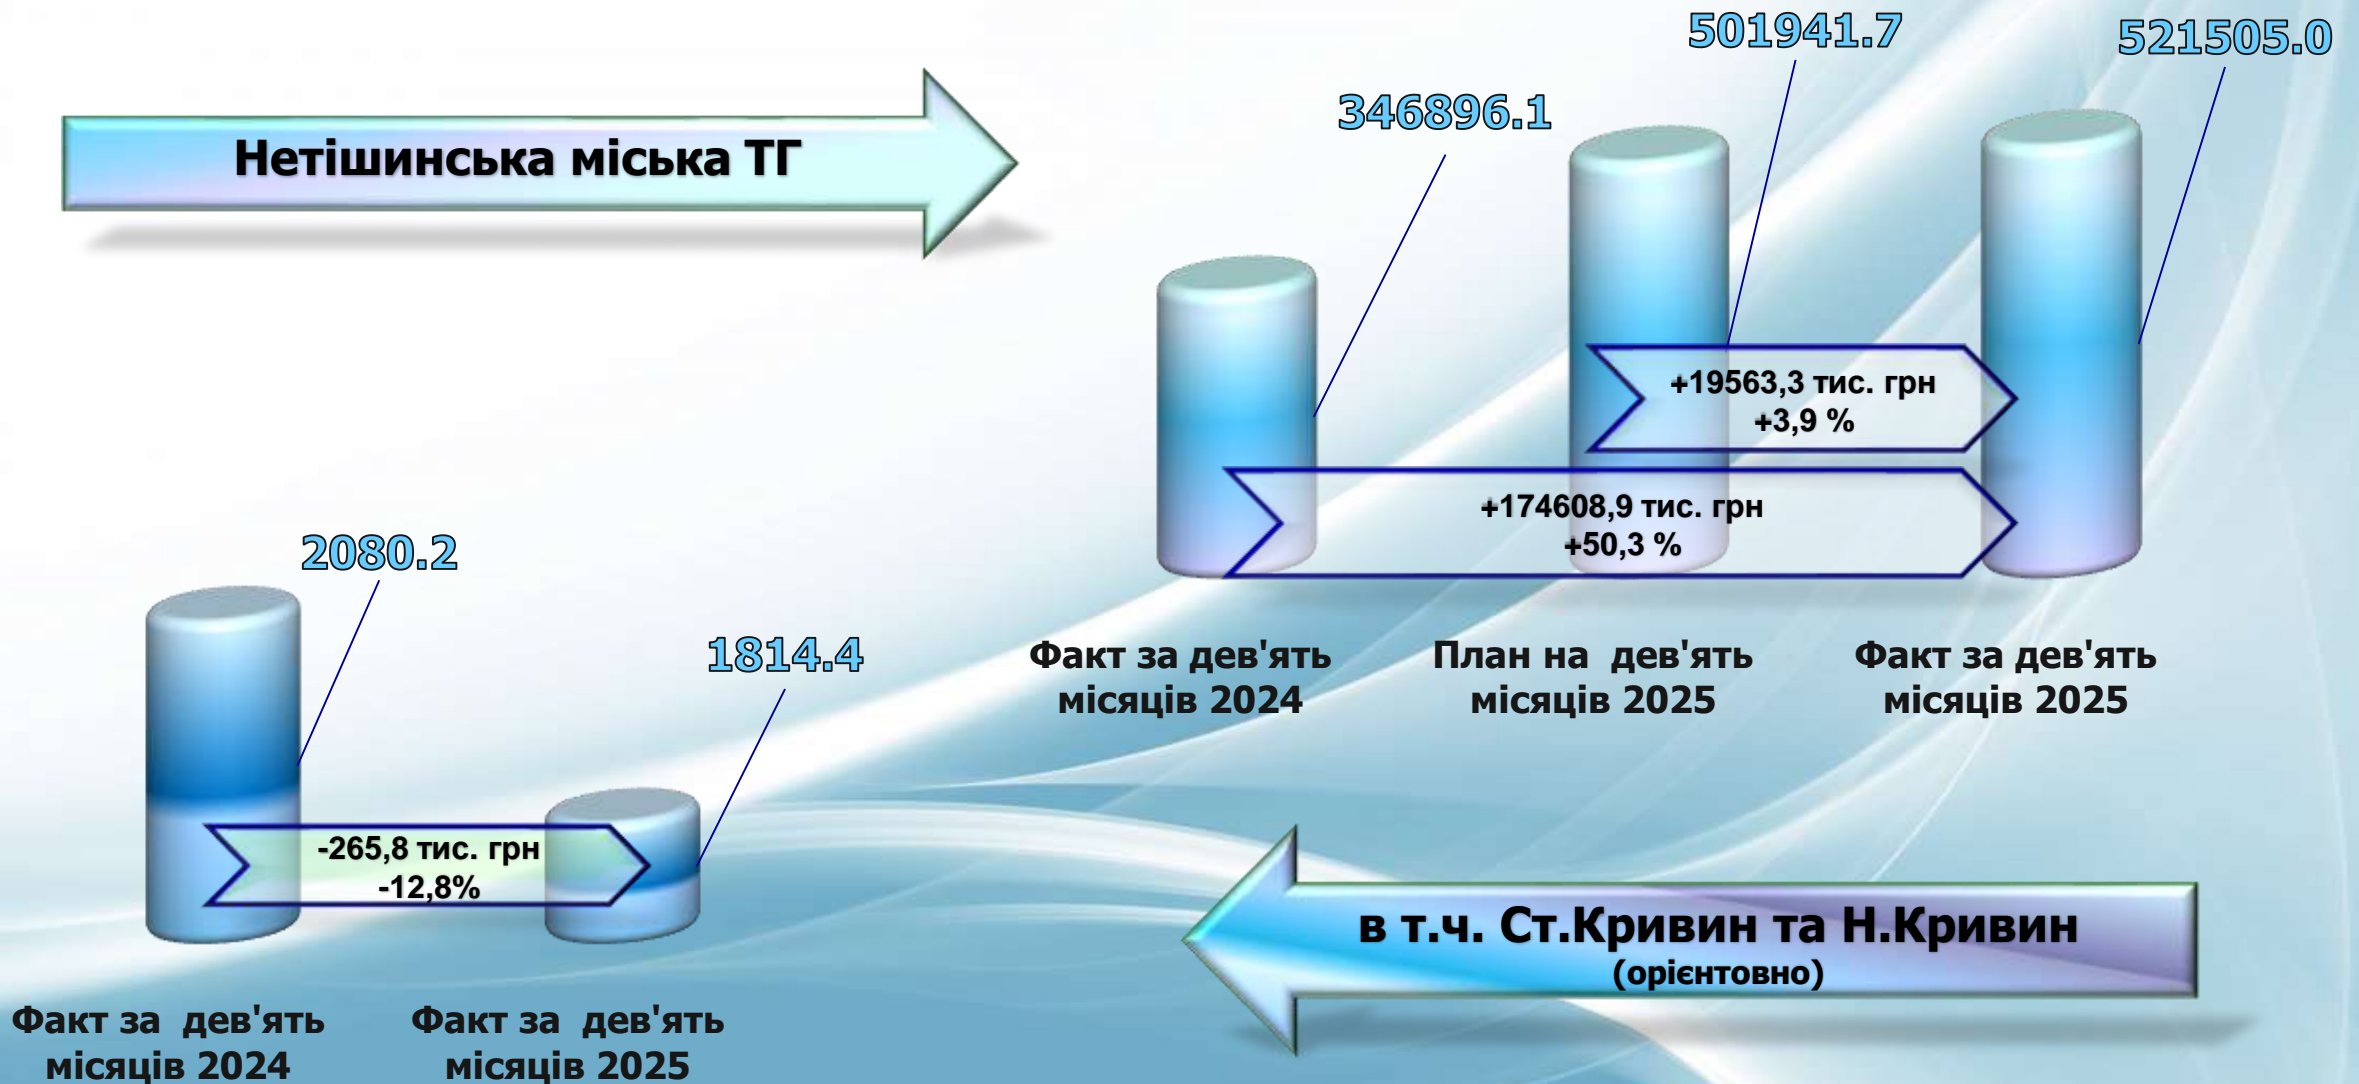 Нетішинська міська ТГ
346896.1
501941.7
521505.0
+19563,3 тис. грн
+3,9 %
+174608,9 тис. грн
+50,3 %
Факт за дев'ять
місяців 2024
План на  дев'ять
місяців 2025
Факт за дев'ять
місяців 2025
2080.2
1814.4
-265,8 тис. грн
-12,8%
Факт за  дев'ять
місяців 2024
Факт за  дев'ять
місяців 2025
в т.ч. Ст.Кривин та Н.Кривин
(орієнтовно)